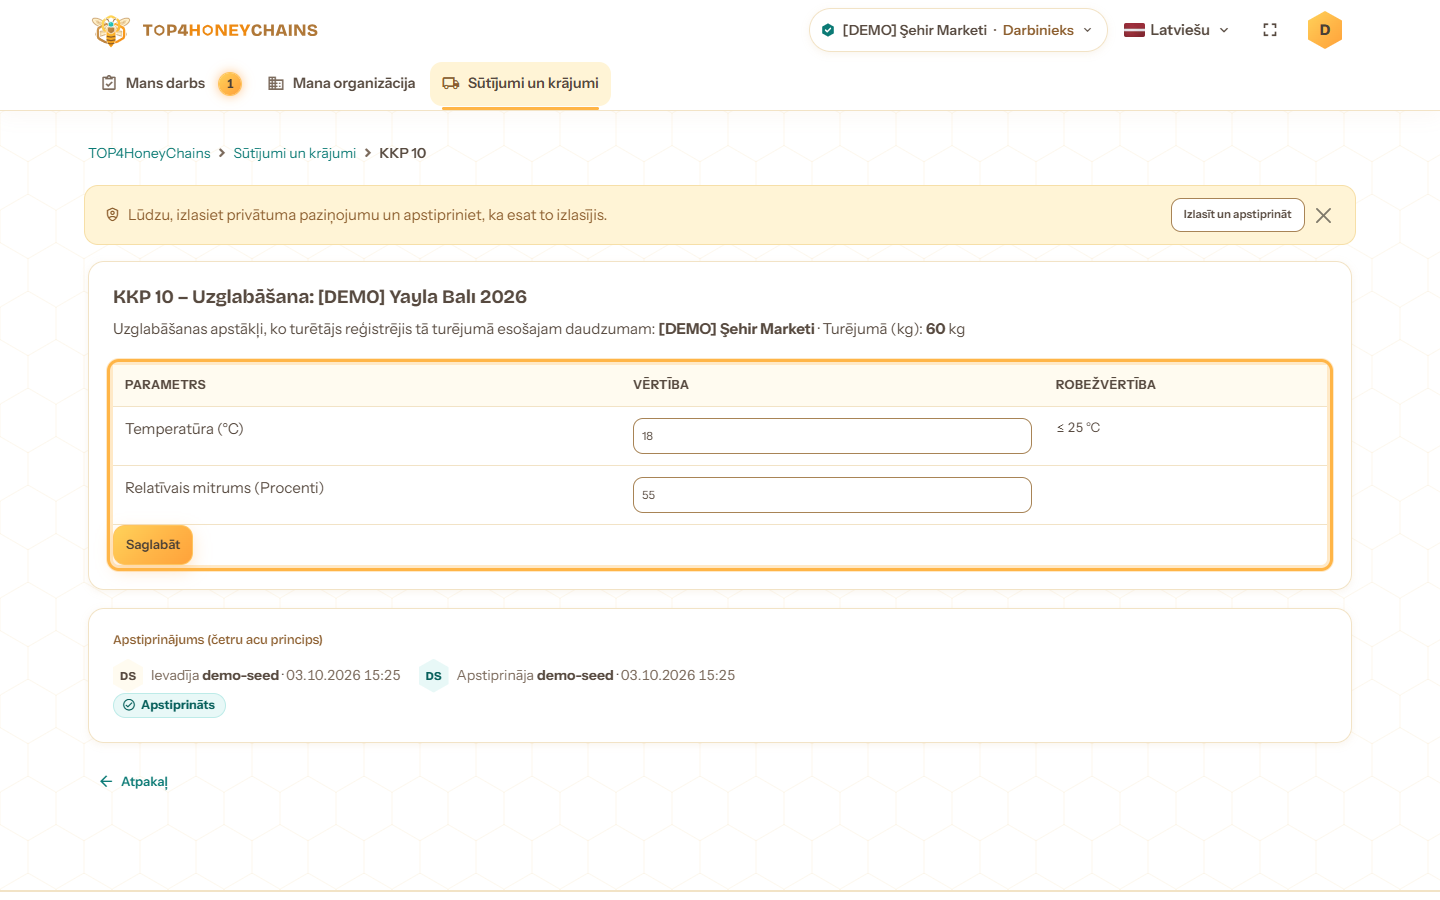 TOP4HONEYCHAINS
[DEMO] Şehir Marketi · Darbinieks
Latviešu
D
Mans darbs 1
Mana organizācija
Sūtījumi un krājumi
TOP4HoneyChains > Sūtījumi un krājumi > KKP 10
Lūdzu, izlasiet privātuma paziņojumu un apstipriniet, ka esat to izlasījis.
Izlasīt un apstiprināt
KKP 10 – Uzglabāšana: [DEMO] Yayla Balı 2026
Uzglabāšanas apstākļi, ko turētājs reģistrējis tā turējumā esošajam daudzumam: [DEMO] Şehir Marketi · Turējumā (kg): 60 kg
PARAMETRS VĒRTĪBA ROBEŽVĒRTĪBA
Temperatūra (°C) 18 ≤ 25 °C
Relatīvais mitrums (Procenti) 55
Saglabāt
Apstiprinājums (četru acu princips)
DS Ievadīja demo-seed · 03.10.2026 15:25 DS Apstiprināja demo-seed · 03.10.2026 15:25
Apstiprināts
← Atpakaļ